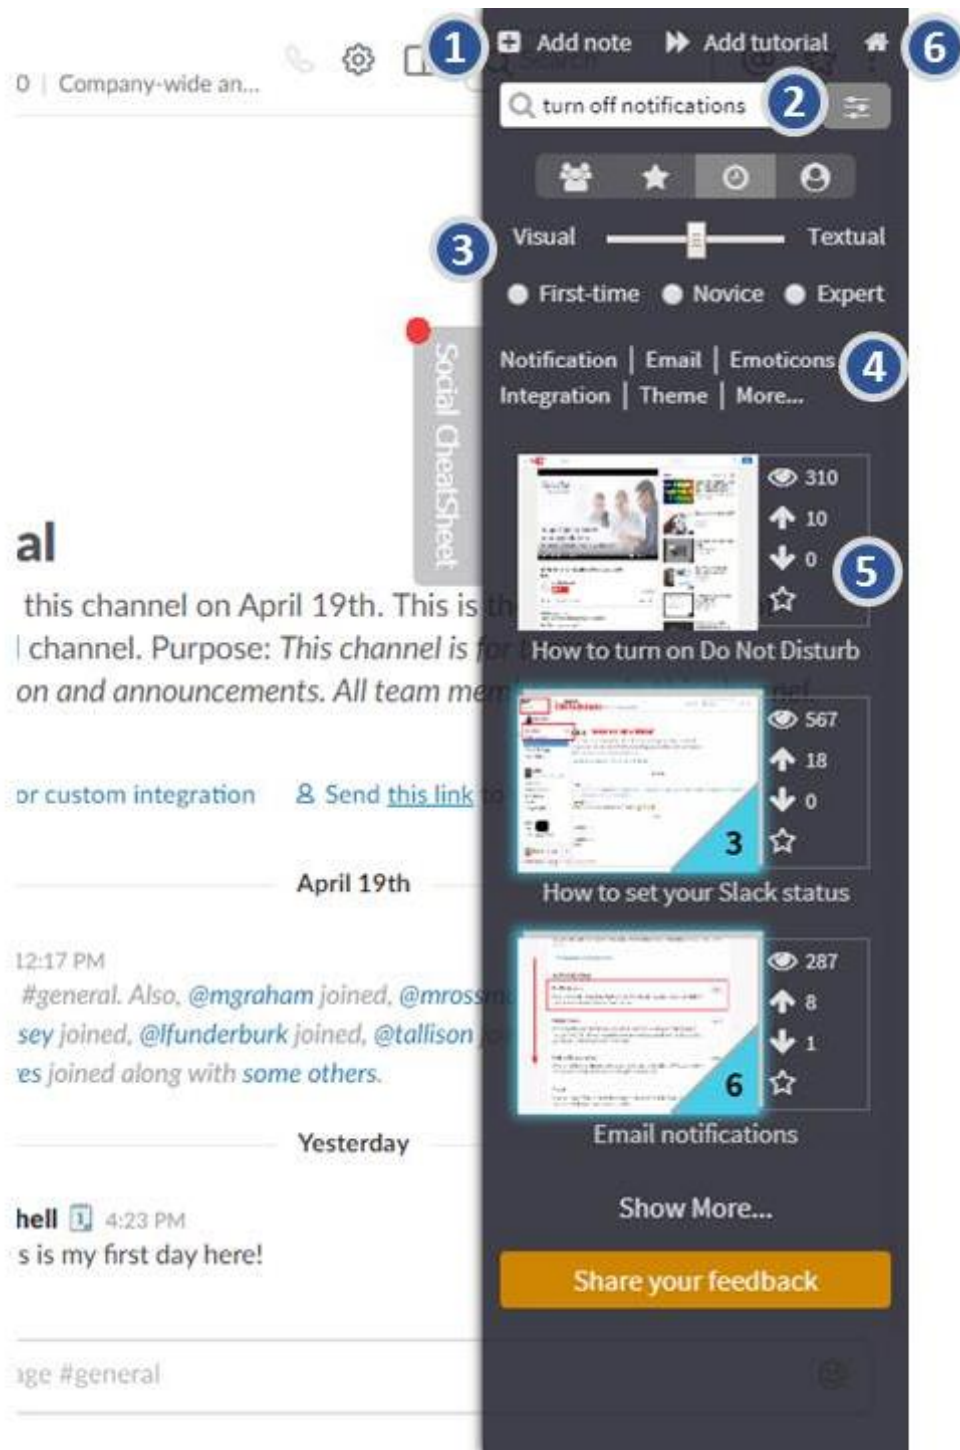 1
Add note
Add tutorial
6
Search
0 | Company-wide an...
turn off notifications
2
3
Visual
Textual
First-time
Novice
Expert
Social CheatSheet
Notification | Email | Emoticons
4
Integration | Theme | More...
310
10
0
5
How to turn on Do Not Disturb
al
this channel on April 19th. This is
channel. Purpose: This channel is for
on and announcements. All team
567
18
0
3
How to set your Slack status
or custom integration
Send this link to
April 19th
12:17 PM
#general. Also, @mgraham joined,
sey joined, @lfunderburk joined, @tallison
es joined along with some others.
287
8
1
6
Email notifications
Yesterday
Show More...
hell 4:23 PM
s is my first day here!
Share your feedback
age #general